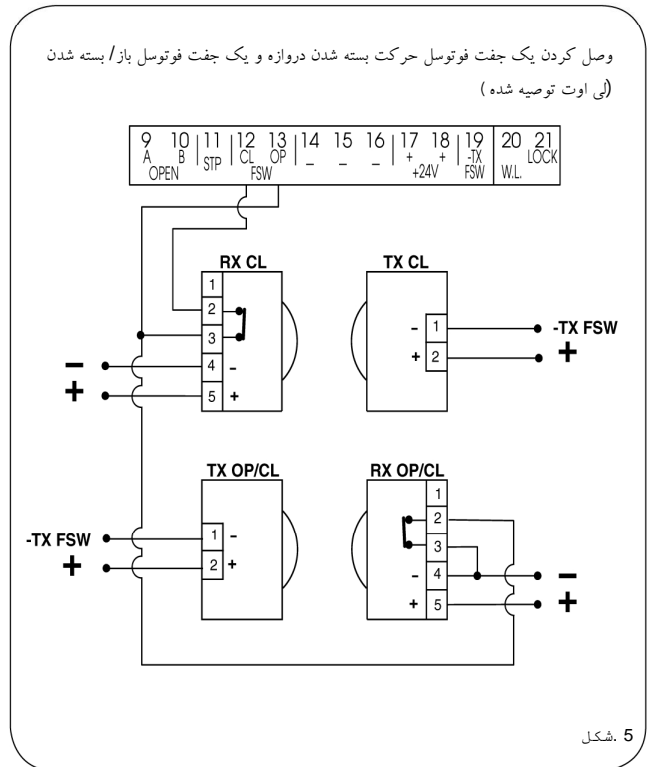 وصل کردن یک جفت فوتوسل حرکت بسته شدن دروازه و یک جفت فوتوسل باز/ بسته شدن
(لی اوت توصیه شده )
9 10 11 12 13 14 15 16 17 18 19 20 21
A B STP CL OP – – – + + -TX LOCK
OPEN FSW +24V FSW W.L.
RX CL TX CL
1
2
3
4 -
5 +
–
+
- 1
+ 2
-TX FSW
+
TX OP/CL RX OP/CL
-TX FSW
+
1 -
2 +
1
2
3
- 4
+ 5
–
+
5 .شکل